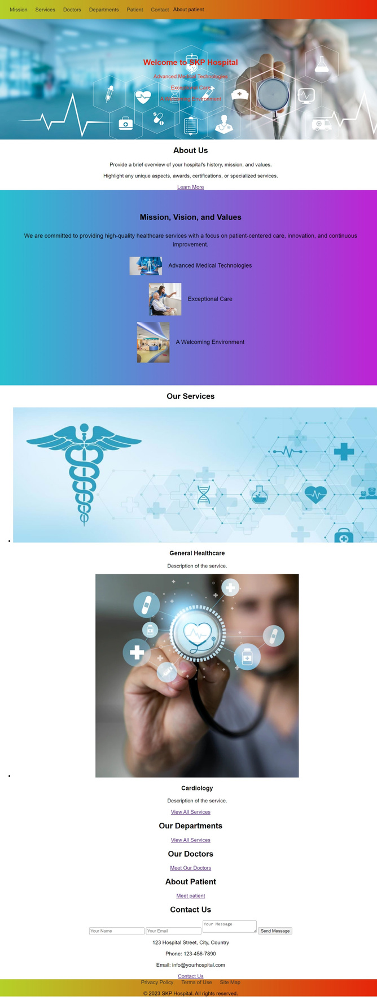 Mission Services Doctors Departments Patient Contact About patient
Welcome to SKP Hospital
Advanced Medical Technologies
Exceptional Care
A Welcoming Environment
About Us
Provide a brief overview of your hospital's history, mission, and values.
Highlight any unique aspects, awards, certifications, or specialized services.
Learn More
Mission, Vision, and Values
We are committed to providing high-quality healthcare services with a focus on patient-centered care, innovation, and continuous
improvement.
Advanced Medical Technologies
Exceptional Care
A Welcoming Environment
Our Services
General Healthcare
Description of the service.
Cardiology
Description of the service.
View All Services
Our Departments
View All Services
Our Doctors
Meet Our Doctors
About Patient
Meet patient
Contact Us
Your Name Your Email Your Message Send Message
123 Hospital Street, City, Country
Phone: 123-456-7890
Email: info@yourhospital.com
Contact Us
Privacy Policy Terms of Use Site Map
© 2023 SKP Hospital. All rights reserved.